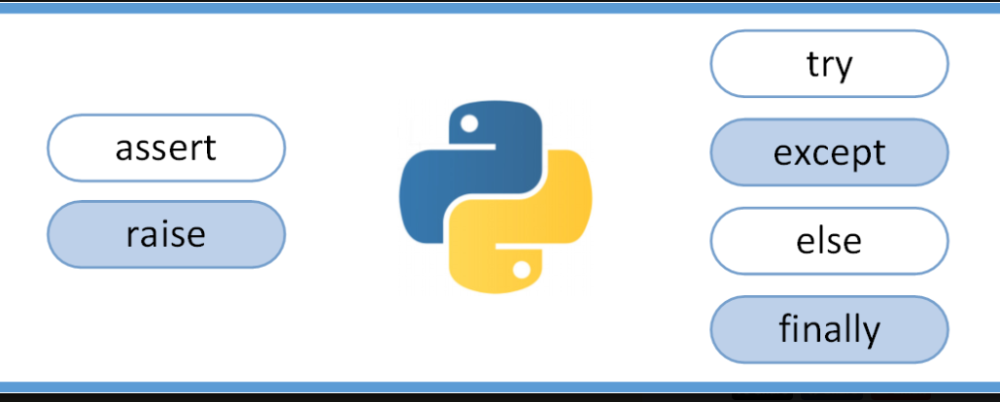 assert
raise
try
except
else
finally